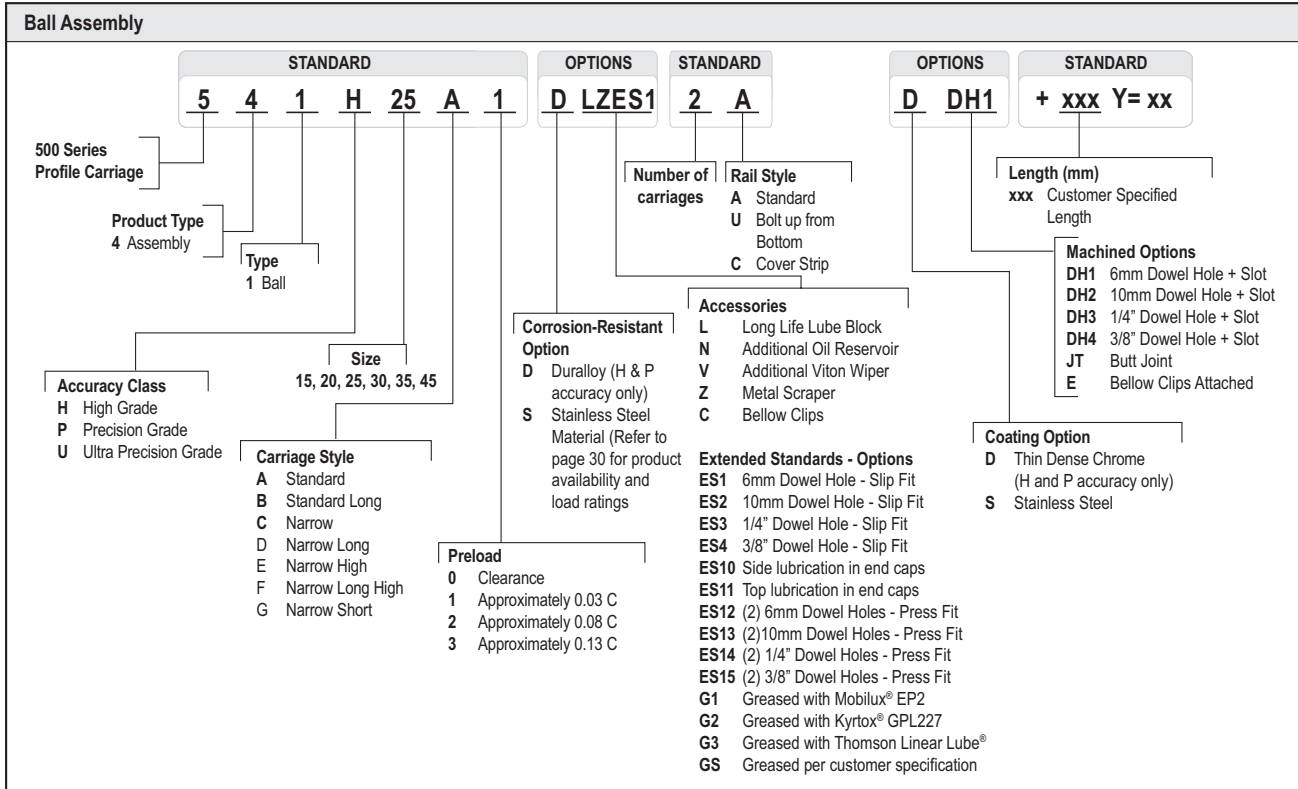 Ball Assembly
STANDARD
OPTIONS
STANDARD
OPTIONS
STANDARD
5 4 1 H 25 A 1
D LZES1
2 A
D DH1
+ xxx Y= xx
500 Series
Profile Carriage
Product Type
4 Assembly
Type
1 Ball
Accuracy Class
H High Grade
P Precision Grade
U Ultra Precision Grade
Size
15, 20, 25, 30, 35, 45
Carriage Style
A Standard
B Standard Long
C Narrow
D Narrow Long
E Narrow High
F Narrow Long High
G Narrow Short
Preload
0 Clearance
1 Approximately 0.03 C
2 Approximately 0.08 C
3 Approximately 0.13 C
Corrosion-Resistant
Option
D Duralloy (H & P
accuracy only)
S Stainless Steel
Material (Refer to
page 30 for product
availability and
load ratings
Number of
carriages
Rail Style
A Standard
U Bolt up from
Bottom
C Cover Strip
Accessories
L Long Life Lube Block
N Additional Oil Reservoir
V Additional Viton Wiper
Z Metal Scraper
C Bellow Clips
Extended Standards - Options
ES1 6mm Dowel Hole - Slip Fit
ES2 10mm Dowel Hole - Slip Fit
ES3 1/4” Dowel Hole - Slip Fit
ES4 3/8” Dowel Hole - Slip Fit
ES10 Side lubrication in end caps
ES11 Top lubrication in end caps
ES12 (2) 6mm Dowel Holes - Press Fit
ES13 (2)10mm Dowel Holes - Press Fit
ES14 (2) 1/4” Dowel Holes - Press Fit
ES15 (2) 3/8” Dowel Holes - Press Fit
G1 Greased with Mobilux® EP2
G2 Greased with Kyrtox® GPL227
G3 Greased with Thomson Linear Lube®
GS Greased per customer specification
Length (mm)
xxx Customer Specified
Length
Machined Options
DH1 6mm Dowel Hole + Slot
DH2 10mm Dowel Hole + Slot
DH3 1/4” Dowel Hole + Slot
DH4 3/8” Dowel Hole + Slot
JT Butt Joint
E Bellow Clips Attached
Coating Option
D Thin Dense Chrome
(H and P accuracy only)
S Stainless Steel